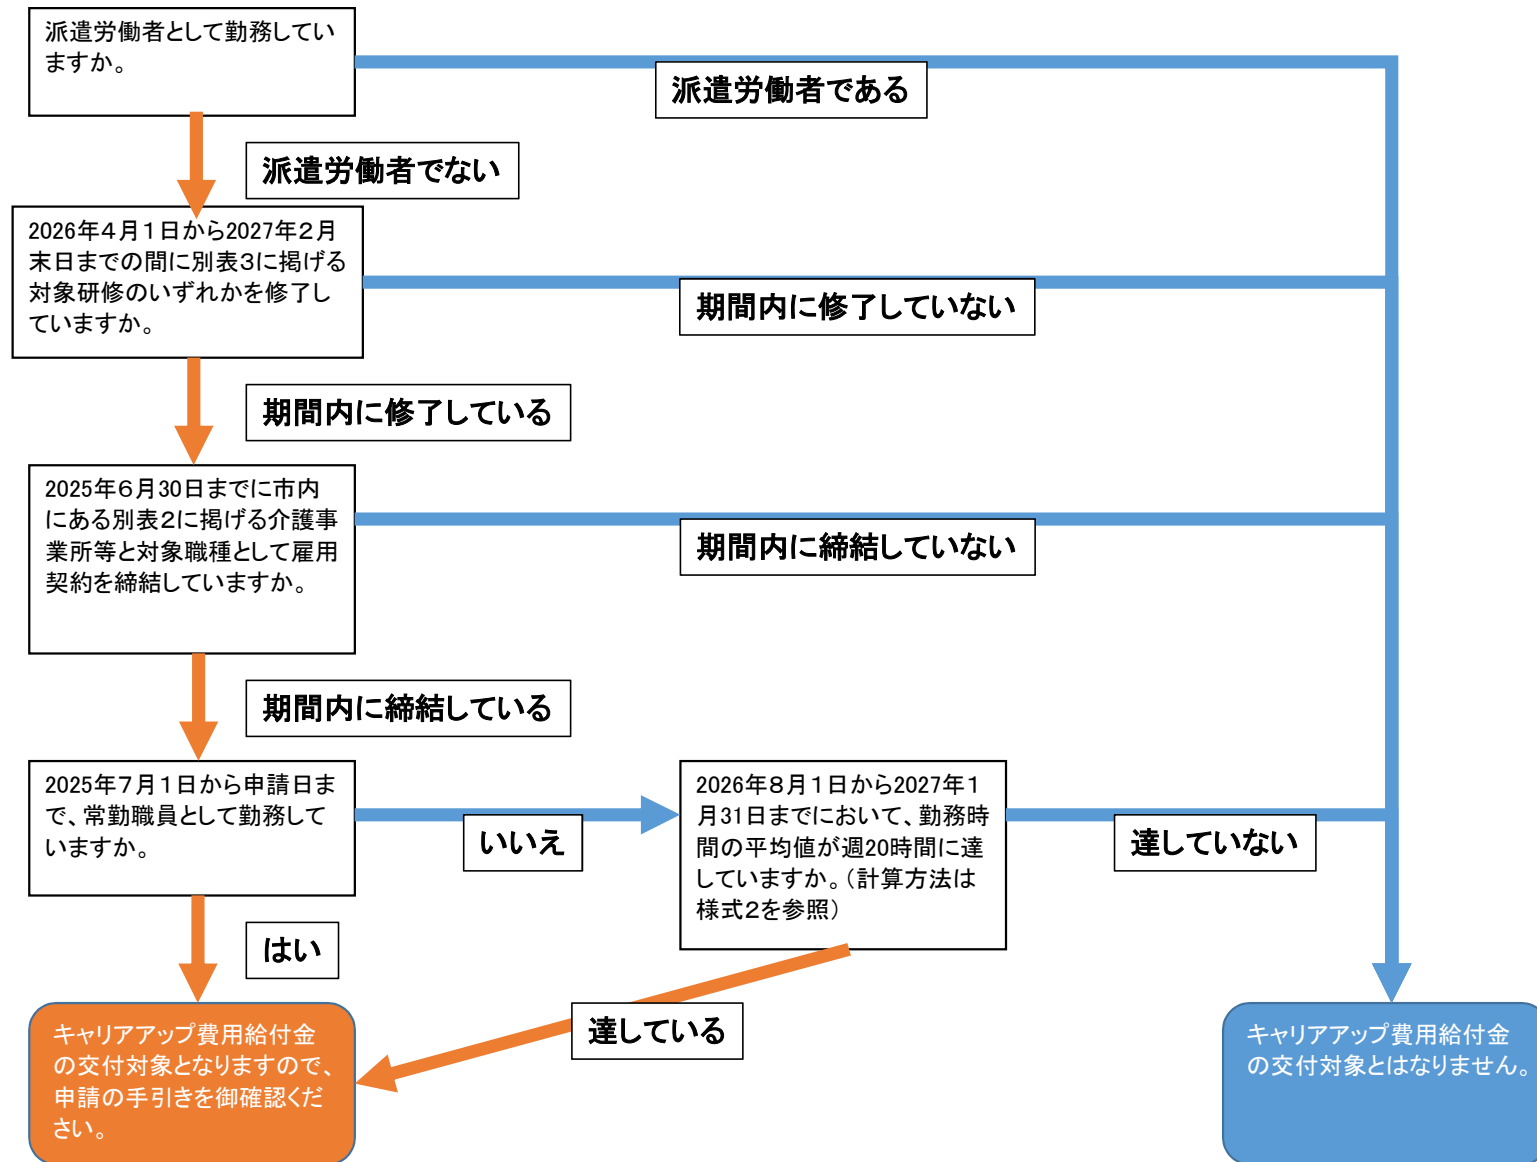 派遣労働者として勤務してい
ますか。
派遣労働者である
派遣労働者でない
2026年4月1日から2027年2月
末日までの間に別表3に掲げる
対象研修のいずれかを修了し
ていますか。
期間内に修了していない
期間内に修了している
2025年6月30日までに市内
にある別表2に掲げる介護事
業所等と対象職種として雇用
契約を締結していますか。
期間内に締結していない
期間内に締結している
2025年7月1日から申請日ま
で、常勤職員として勤務して
いますか。
いいえ
2026年8月1日から2027年1
月31日までにおいて、勤務時
間の平均値が週20時間に達
していますか。（計算方法は
様式2を参照）
達していない
はい
達している
キャリアアップ費用給付金
の交付対象となりますので、
申請の手引きを御確認くだ
さい。
キャリアアップ費用給付金
の交付対象とはなりません。